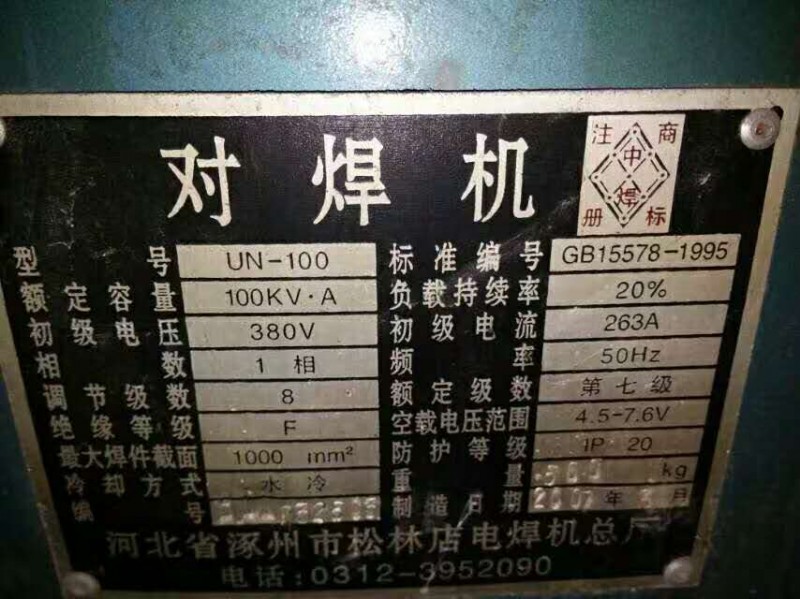 对焊机
注 商
中
焊
册 标
型号 UN-100 标准编号 GB15578-1995
额定容量 100KV·A 负载持续率 20%
初级电压 380V 初级电流 263A
相数 1相 频率 50Hz
调节级数 8 额定级数 第七级
绝缘等级 F 空载电压范围 4.5-7.6V
最大焊件截面 1000 mm² 防护等级 IP 20
冷却方式 水冷 重量 kg
编号 制造日期 年 月
河北省涿州市松林店电焊机总厂
电话:0312-3952090